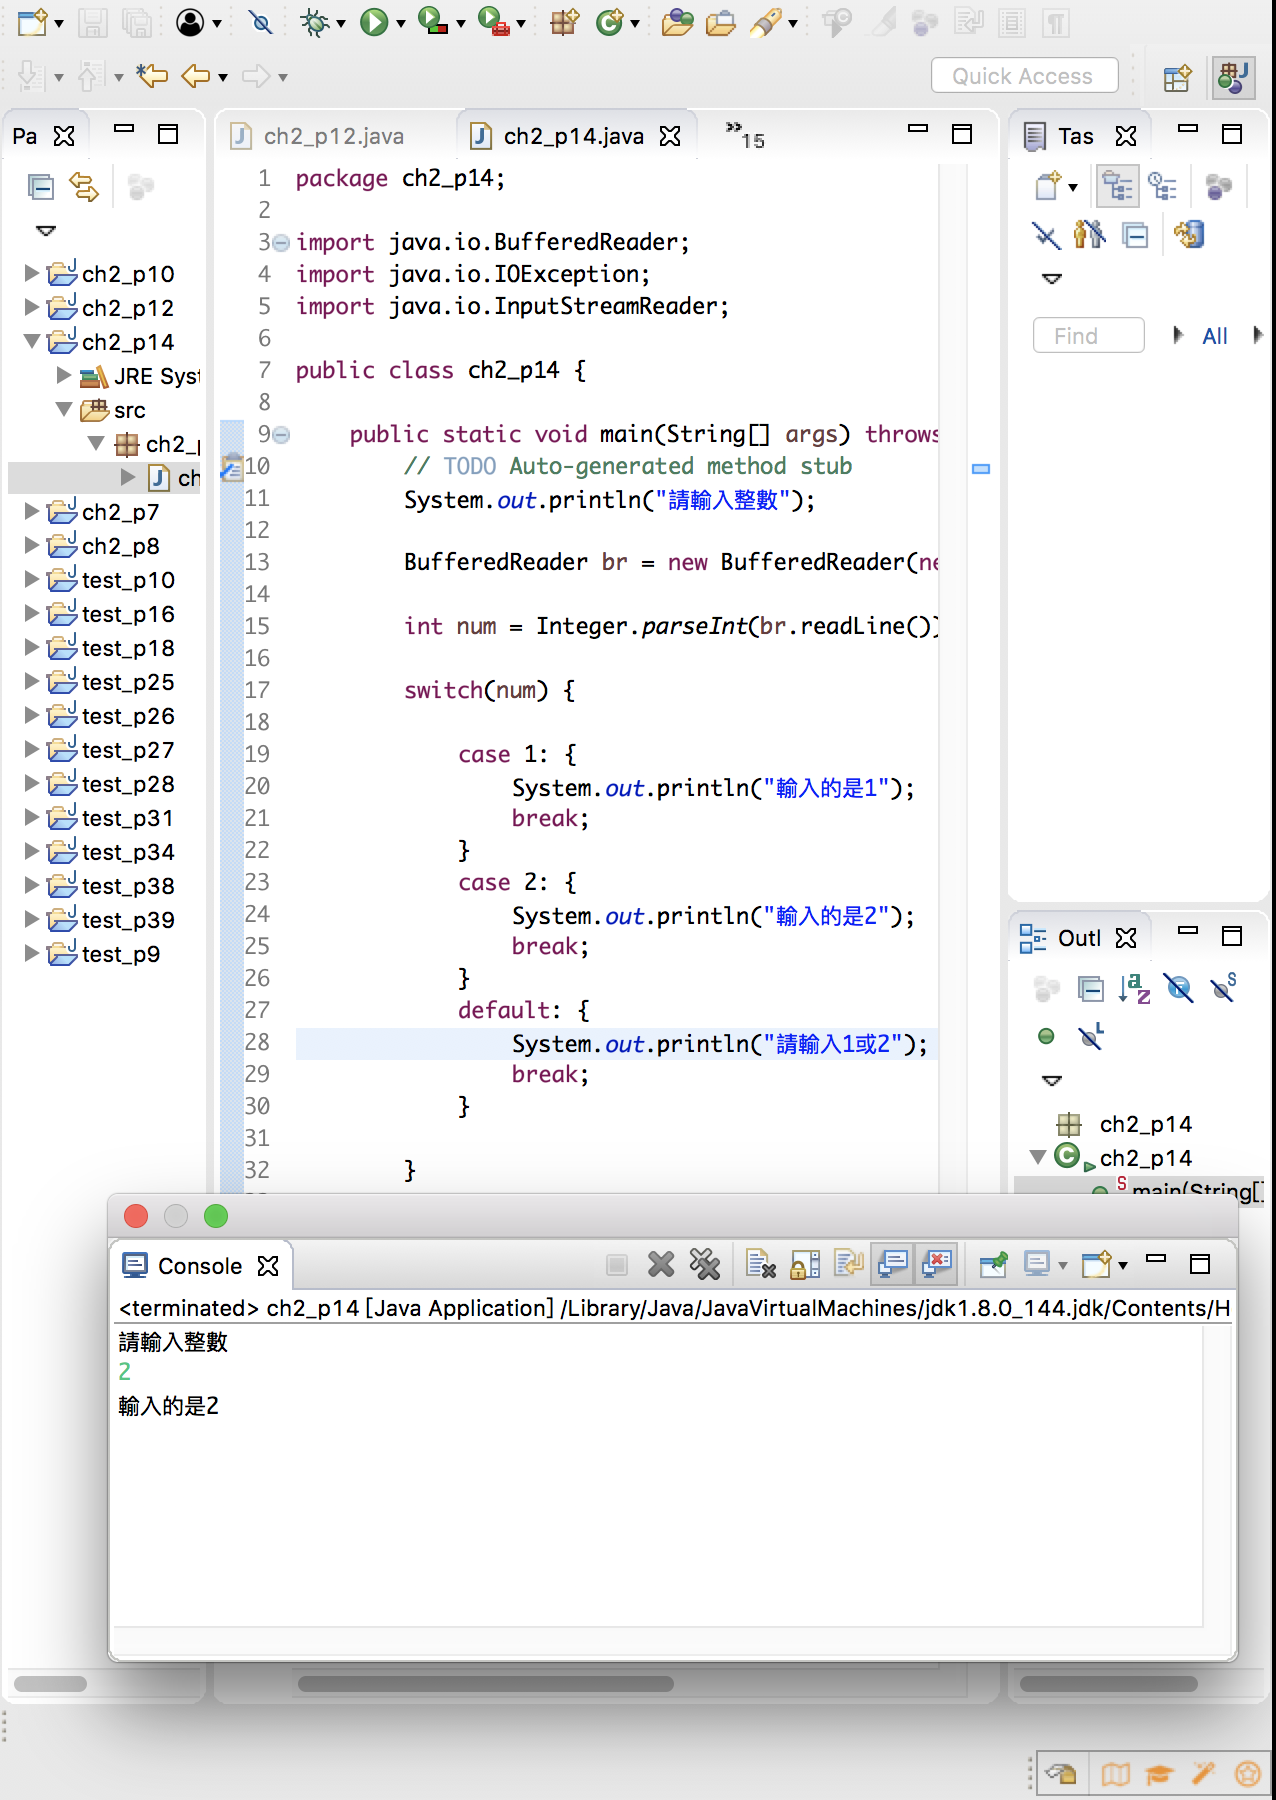 Quick Access
Pa
ch2_p10
ch2_p12
ch2_p14
JRE Syst
src
ch2_p
ch
ch2_p7
ch2_p8
test_p10
test_p16
test_p18
test_p25
test_p26
test_p27
test_p28
test_p31
test_p34
test_p38
test_p39
test_p9
ch2_p12.java
ch2_p14.java
»15
1 package ch2_p14;
2
3 import java.io.BufferedReader;
4 import java.io.IOException;
5 import java.io.InputStreamReader;
6
7 public class ch2_p14 {
8
9 public static void main(String[] args) throws
10 // TODO Auto-generated method stub
11 System.out.println("請輸入整數");
12
13 BufferedReader br = new BufferedReader(ne
14
15 int num = Integer.parseInt(br.readLine())
16
17 switch(num) {
18
19 case 1: {
20 System.out.println("輸入的是1");
21 break;
22 }
23 case 2: {
24 System.out.println("輸入的是2");
25 break;
26 }
27 default: {
28 System.out.println("請輸入1或2");
29 break;
30 }
31
32 }
Tas
Find
All
Outl
ch2_p14
ch2_p14
main(String[]
Console
<terminated> ch2_p14 [Java Application] /Library/Java/JavaVirtualMachines/jdk1.8.0_144.jdk/Contents/H
請輸入整數
2
輸入的是2